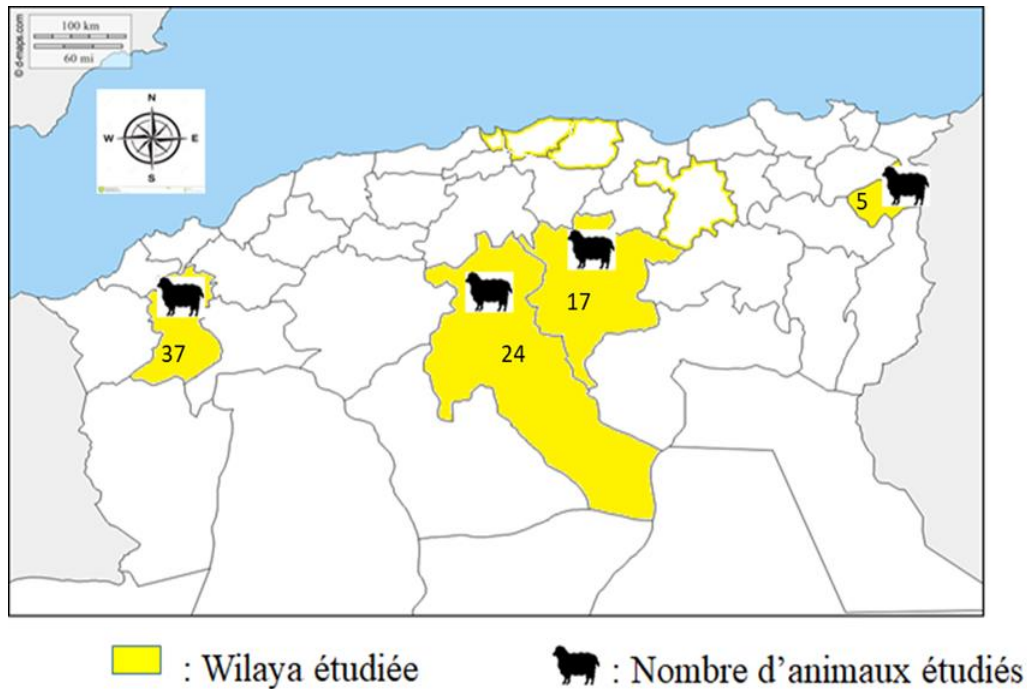 © d-maps.com
100 km
60 mi
N
W E
S
5
17
37
24
: Wilaya étudiée
: Nombre d’animaux étudiés